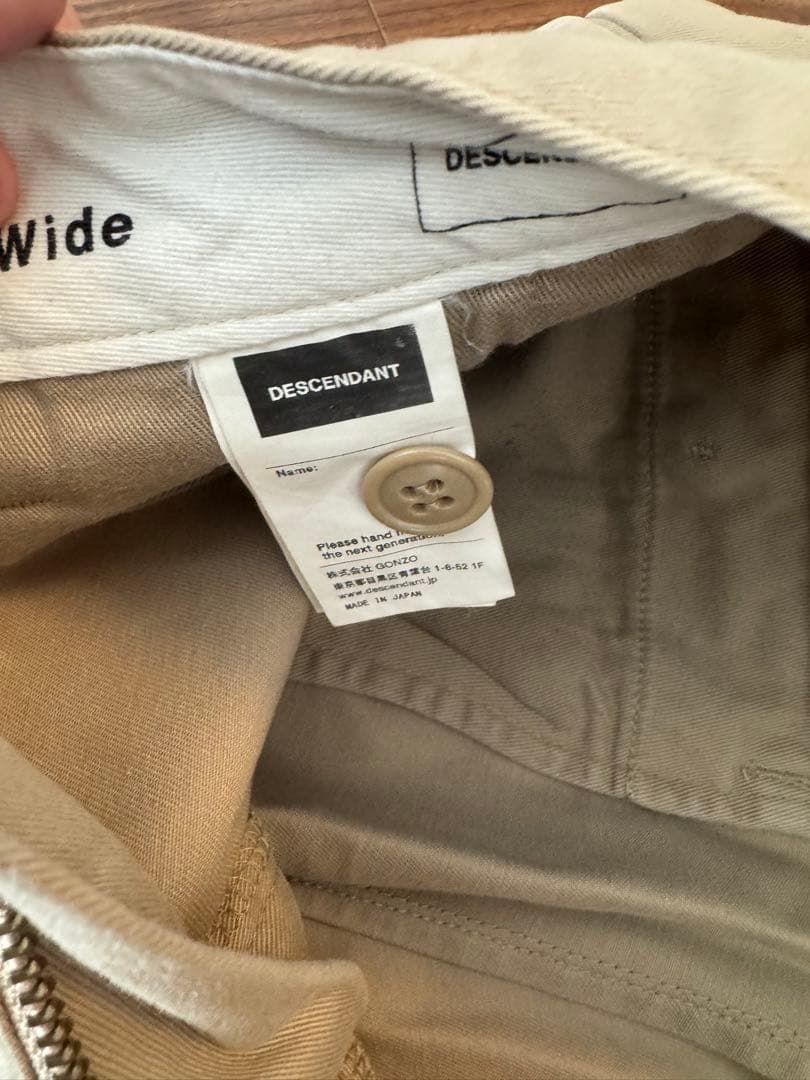 Wide
DESCEN
DESCENDANT
Name:
Please hand
the next generation.
株式会社 GONZO
東京都目黒区青葉台 1-6-52 1F
www.descendant.jp
MADE IN JAPAN